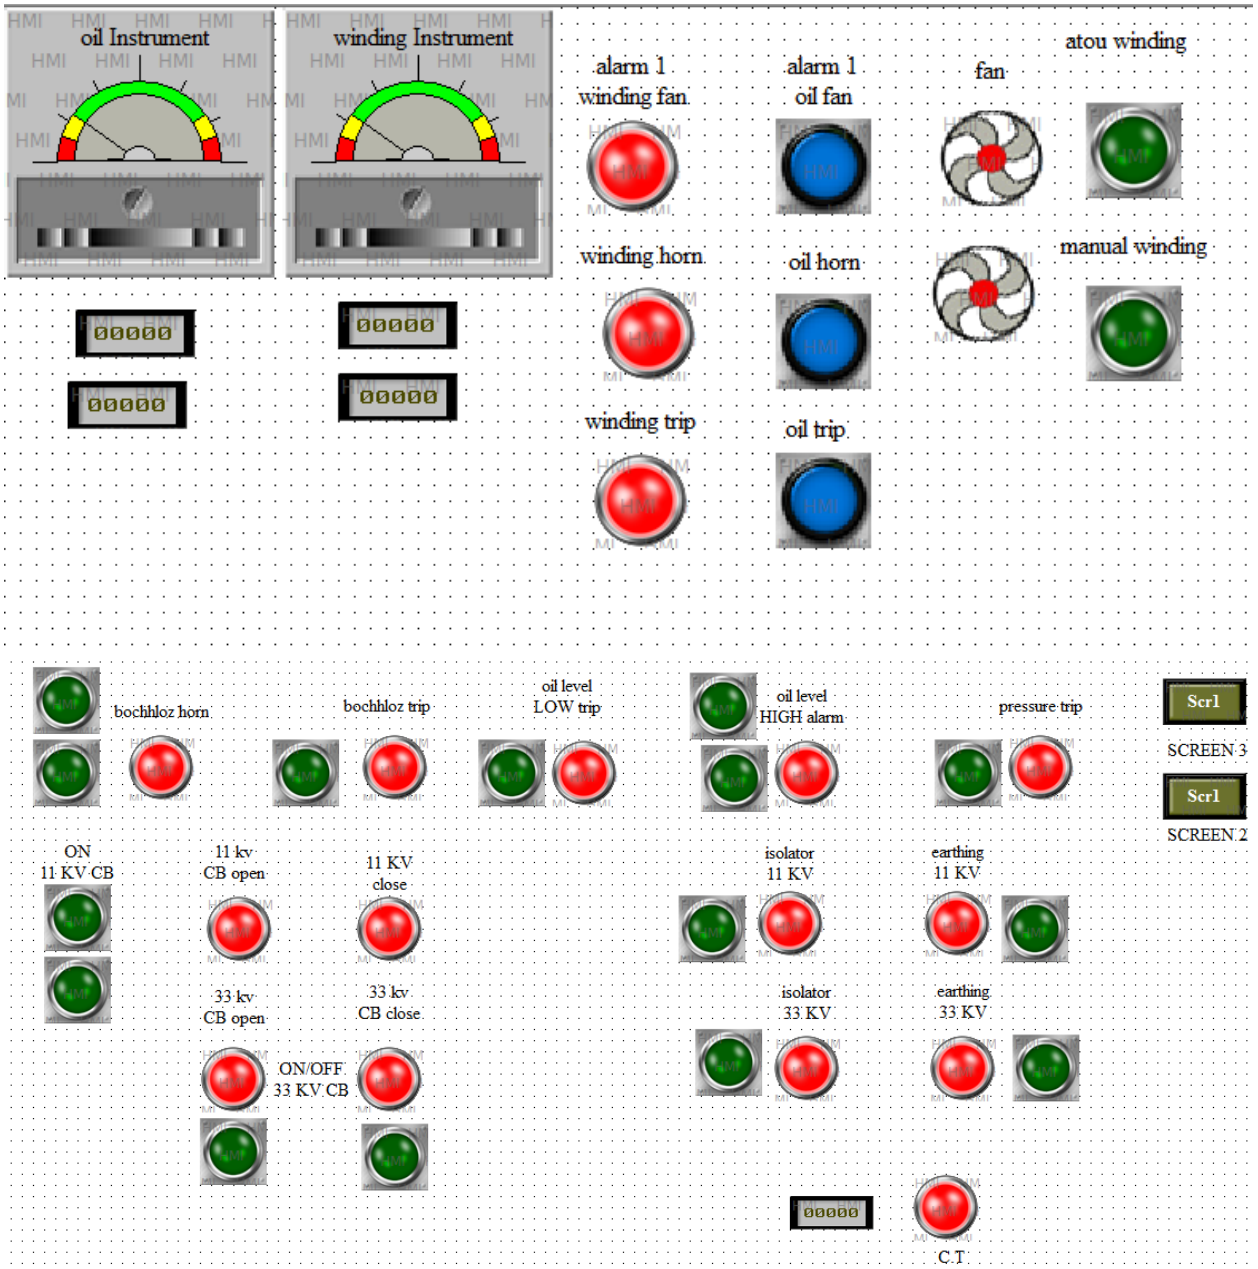 oil Instrument
winding Instrument
alarm 1
winding fan
alarm 1
oil fan
fan
atou winding
winding horn
oil horn
manual winding
00000
00000
00000
00000
winding trip
oil trip
bochhloz horn
bochhloz trip
oil level
LOW trip
oil level
HIGH alarm
pressure trip
Scr1
SCREEN 3
Scr1
SCREEN 2
ON
11 KV CB
11 kv
CB open
11 KV
close
isolator
11 KV
earthing
11 KV
33 kv
CB open
33 kv
CB close
isolator
33 KV
earthing
33 KV
ON/OFF
33 KV CB
00000
C.T
HMI